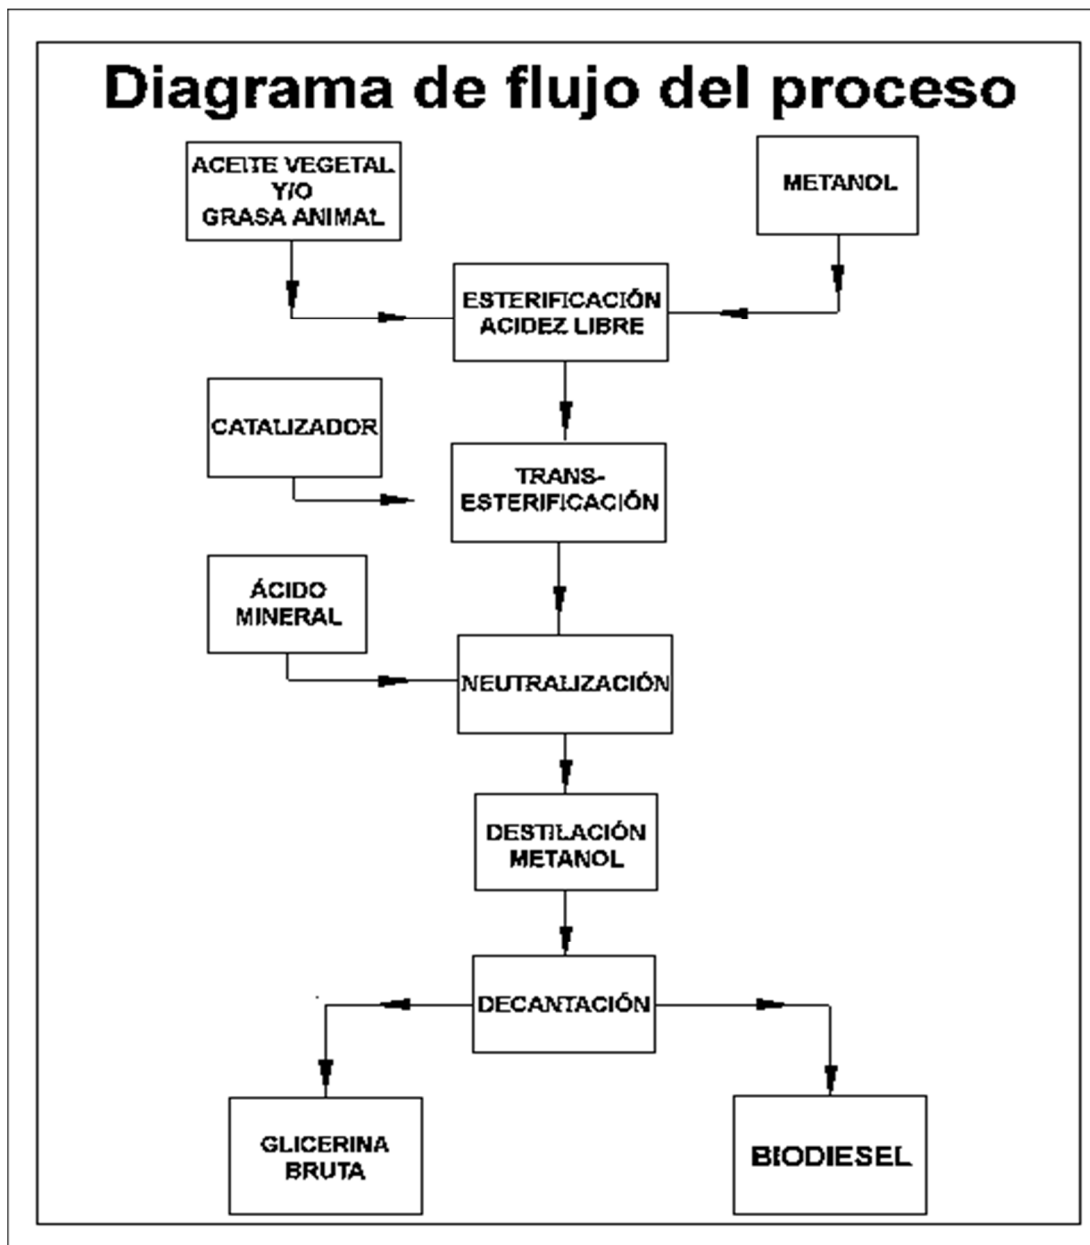 Diagrama de flujo del proceso
ACEITE VEGETAL
Y/O
GRASA ANIMAL
METANOL
ESTERIFICACIÓN
ACIDEZ LIBRE
CATALIZADOR
TRANS-
ESTERIFICACIÓN
ÁCIDO
MINERAL
NEUTRALIZACIÓN
DESTILACIÓN
METANOL
DECANTACIÓN
GLICERINA
BRUTA
BIODIESEL